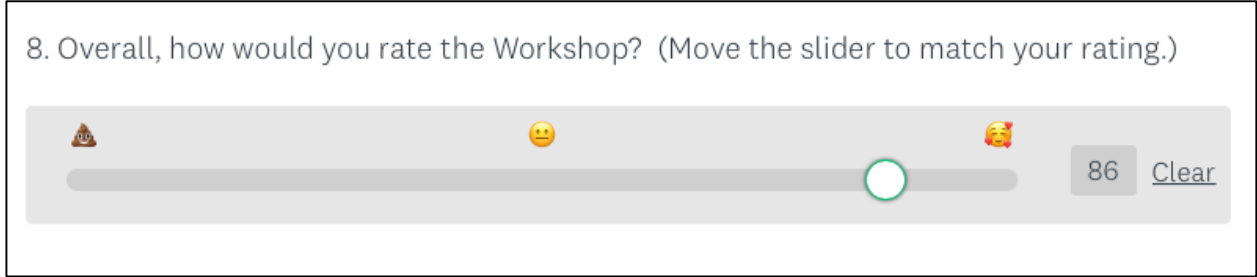 8. Overall, how would you rate the Workshop?  (Move the slider to match your rating.)
💩 😐 🥰
86 Clear